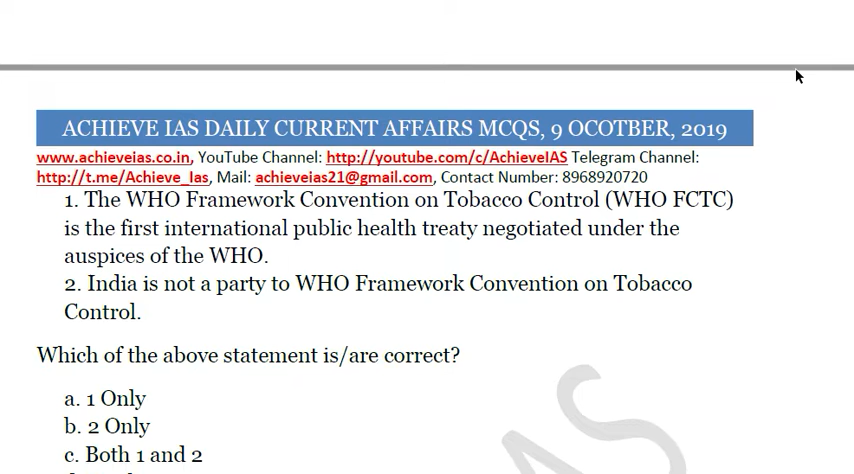 ACHIEVE IAS DAILY CURRENT AFFAIRS MCQS, 9 OCOTBER, 2019
www.achieveias.co.in, YouTube Channel: http://youtube.com/c/AchieveIAS Telegram Channel:
http://t.me/Achieve_Ias, Mail: achieveias21@gmail.com, Contact Number: 8968920720
1. The WHO Framework Convention on Tobacco Control (WHO FCTC)
is the first international public health treaty negotiated under the
auspices of the WHO.
2. India is not a party to WHO Framework Convention on Tobacco
Control.
Which of the above statement is/are correct?
a. 1 Only
b. 2 Only
c. Both 1 and 2